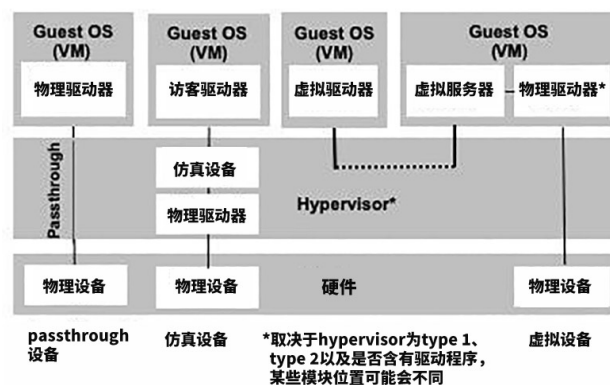 Guest OS
(VM)
物理驱动器
Guest OS
(VM)
访客驱动器
Guest OS
(VM)
虚拟驱动器
Guest OS
(VM)
虚拟服务器
物理驱动器*
Passthrough
仿真设备
物理驱动器
Hypervisor*
物理设备
物理设备
硬件
物理设备
passthrough
设备
仿真设备
*取决于hypervisor为type 1、
type 2以及是否含有驱动程序，
某些模块位置可能会不同
虚拟设备